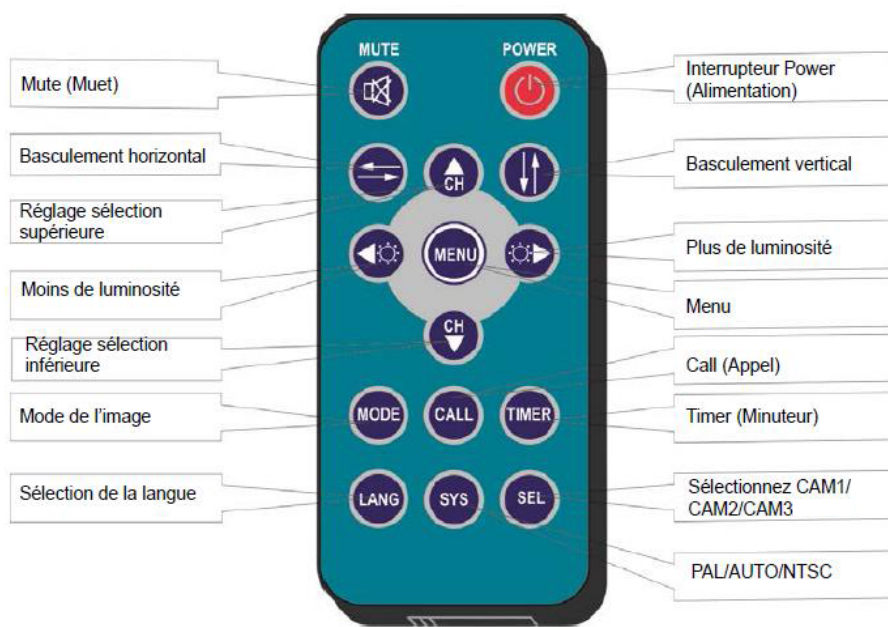 MUTE
POWER
Mute (Muet)
Interrupteur Power
(Alimentation)
Basculement horizontal
CH
Basculement vertical
Réglage sélection
supérieure
MENU
Plus de luminosité
Moins de luminosité
Menu
CH
Réglage sélection
inférieure
Call (Appel)
Mode de l’image
MODE
CALL
TIMER
Timer (Minuteur)
Sélection de la langue
LANG
SYS
SEL
Sélectionnez CAM1/
CAM2/CAM3
PAL/AUTO/NTSC